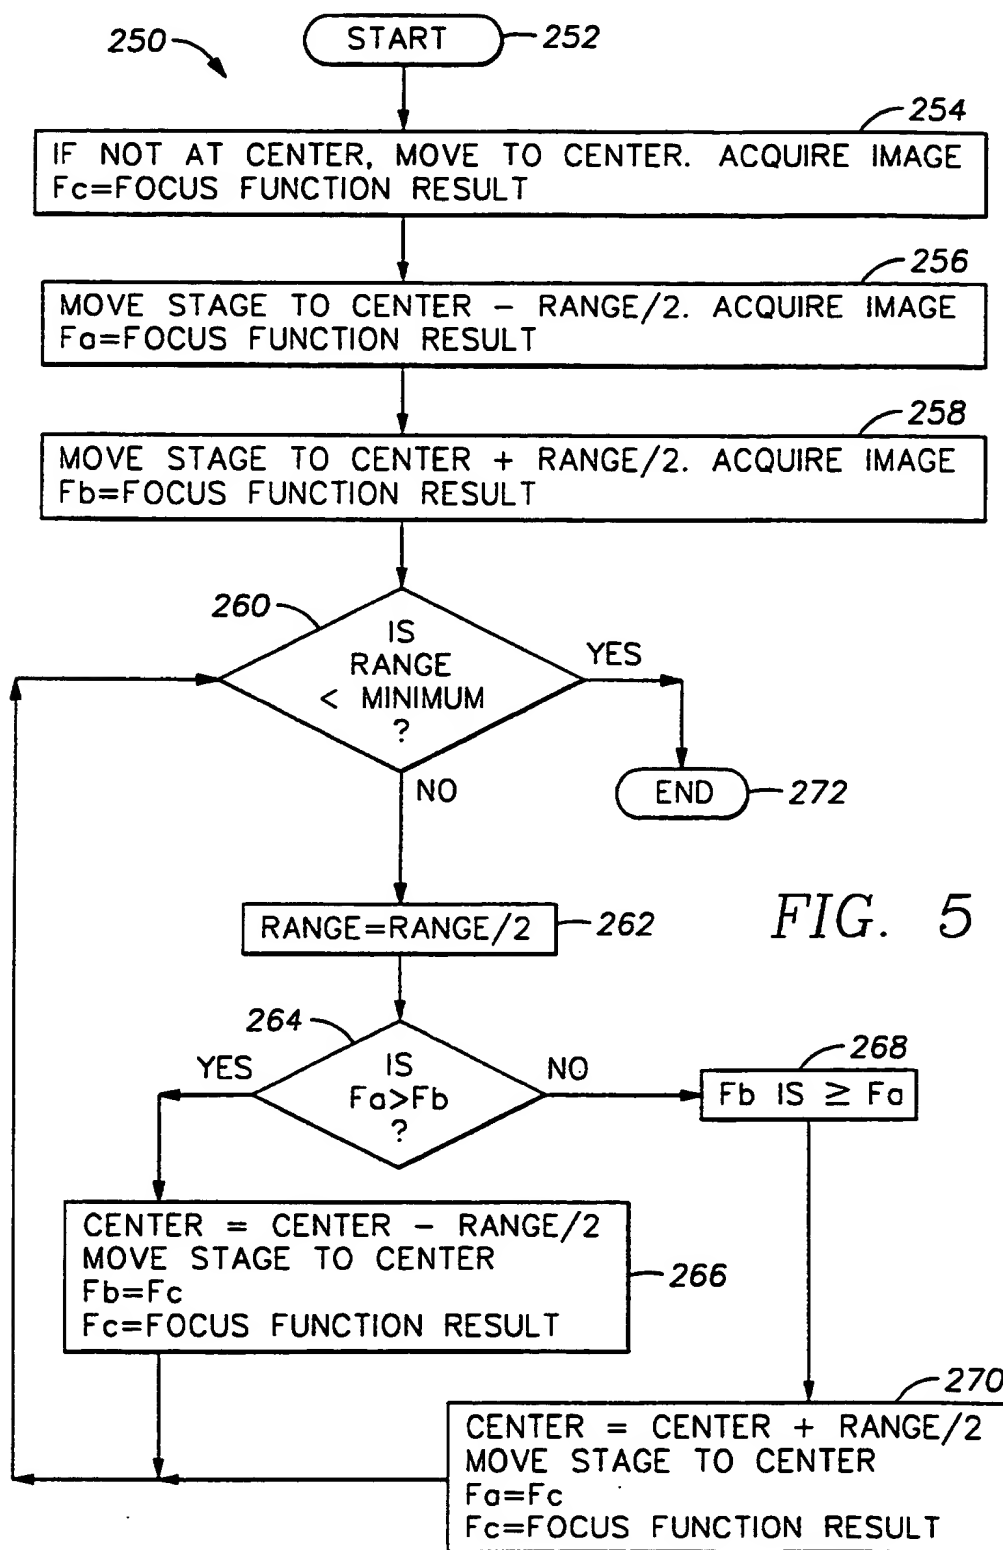 250
START
252
254
IF NOT AT CENTER, MOVE TO CENTER. ACQUIRE IMAGE
Fc=FOCUS FUNCTION RESULT
256
MOVE STAGE TO CENTER - RANGE/2. ACQUIRE IMAGE
Fa=FOCUS FUNCTION RESULT
258
MOVE STAGE TO CENTER + RANGE/2. ACQUIRE IMAGE
Fb=FOCUS FUNCTION RESULT
260
IS
RANGE
< MINIMUM
?
YES
NO
END
272
RANGE=RANGE/2
262
FIG. 5
264
IS
Fa>Fb
?
YES
NO
268
Fb IS ≥ Fa
CENTER = CENTER - RANGE/2
MOVE STAGE TO CENTER
Fb=Fc
Fc=FOCUS FUNCTION RESULT
266
270
CENTER = CENTER + RANGE/2
MOVE STAGE TO CENTER
Fa=Fc
Fc=FOCUS FUNCTION RESULT